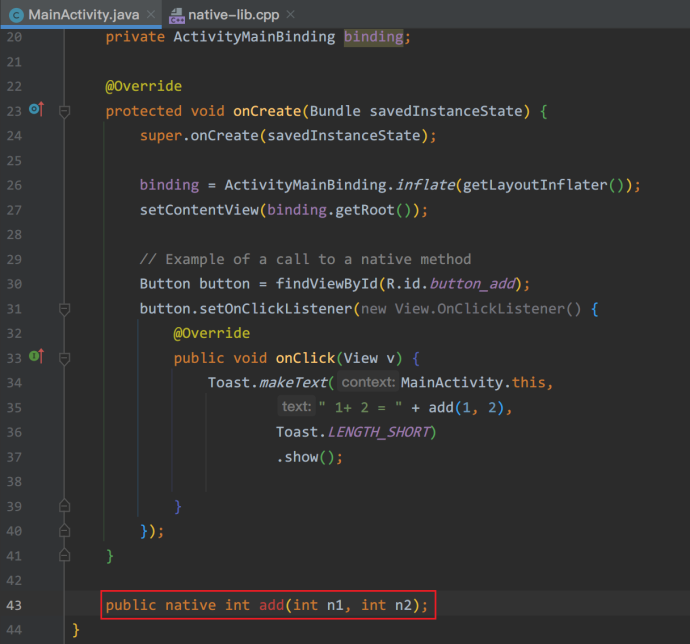 MainActivity.java × native-lib.cpp ×
20 private ActivityMainBinding binding;
21
22 @Override
23 protected void onCreate(Bundle savedInstanceState) {
24 super.onCreate(savedInstanceState);
25
26 binding = ActivityMainBinding.inflate(getLayoutInflater());
27 setContentView(binding.getRoot());
28
29 // Example of a call to a native method
30 Button button = findViewById(R.id.button_add);
31 button.setOnClickListener(new View.OnClickListener() {
32 @Override
33 public void onClick(View v) {
34 Toast.makeText( context: MainActivity.this,
35 text: " 1+ 2 = " + add(1, 2),
36 Toast.LENGTH_SHORT)
37 .show();
38
39 }
40 });
41 }
42
43 public native int add(int n1, int n2);
44 }